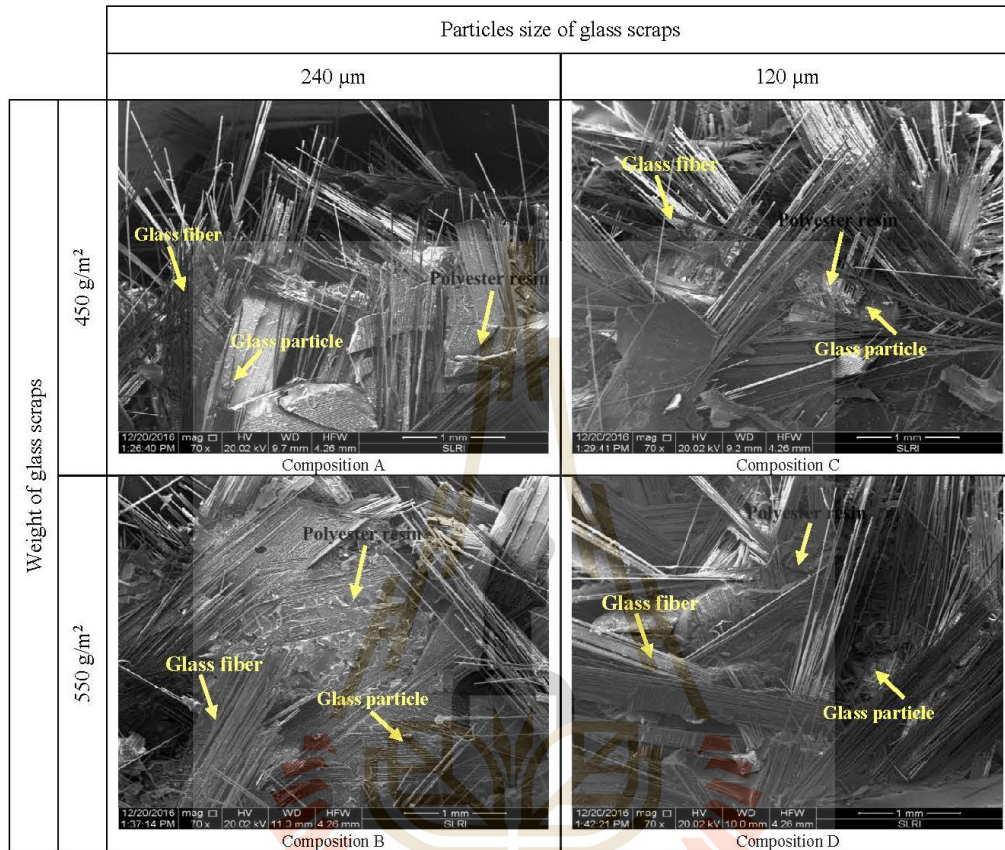 Particles size of glass scraps
240 µm
120 µm
Weight of glass scraps
450 g/m²
Glass fiber
Polyester resin
Glass particle
12/20/2016 mag HV WD HFW 1 mm
1:26:40 PM 70 x 20.02 kV 9.7 mm 4.26 mm SLRI
Composition A
Glass fiber
Polyester resin
Glass particle
12/20/2016 mag HV WD HFW 1 mm
1:29:41 PM 70 x 20.02 kV 9.2 mm 4.26 mm SLRI
Composition C
550 g/m²
Polyester resin
Glass fiber
Glass particle
12/20/2016 mag HV WD HFW 1 mm
1:37:14 PM 70 x 20.02 kV 11.0 mm 4.26 mm SLRI
Composition B
Polyester resin
Glass fiber
Glass particle
12/20/2016 mag HV WD HFW 1 mm
1:42:21 PM 70 x 20.02 kV 10.0 mm 4.26 mm SLRI
Composition D